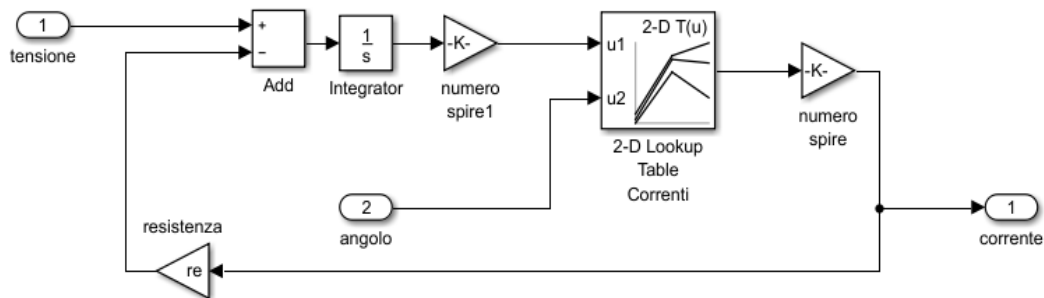 1
tensione
+
−
Add
1
s
Integrator
-K-
numero
spire1
2-D T(u)
u1
u2
2-D Lookup
Table
Correnti
-K-
numero
spire
2
angolo
1
corrente
resistenza
re